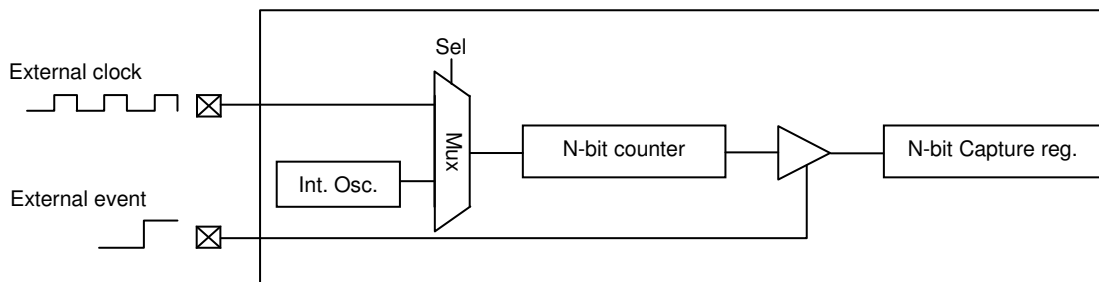 Sel
External clock
Mux
N-bit counter
N-bit Capture reg.
Int. Osc.
External event